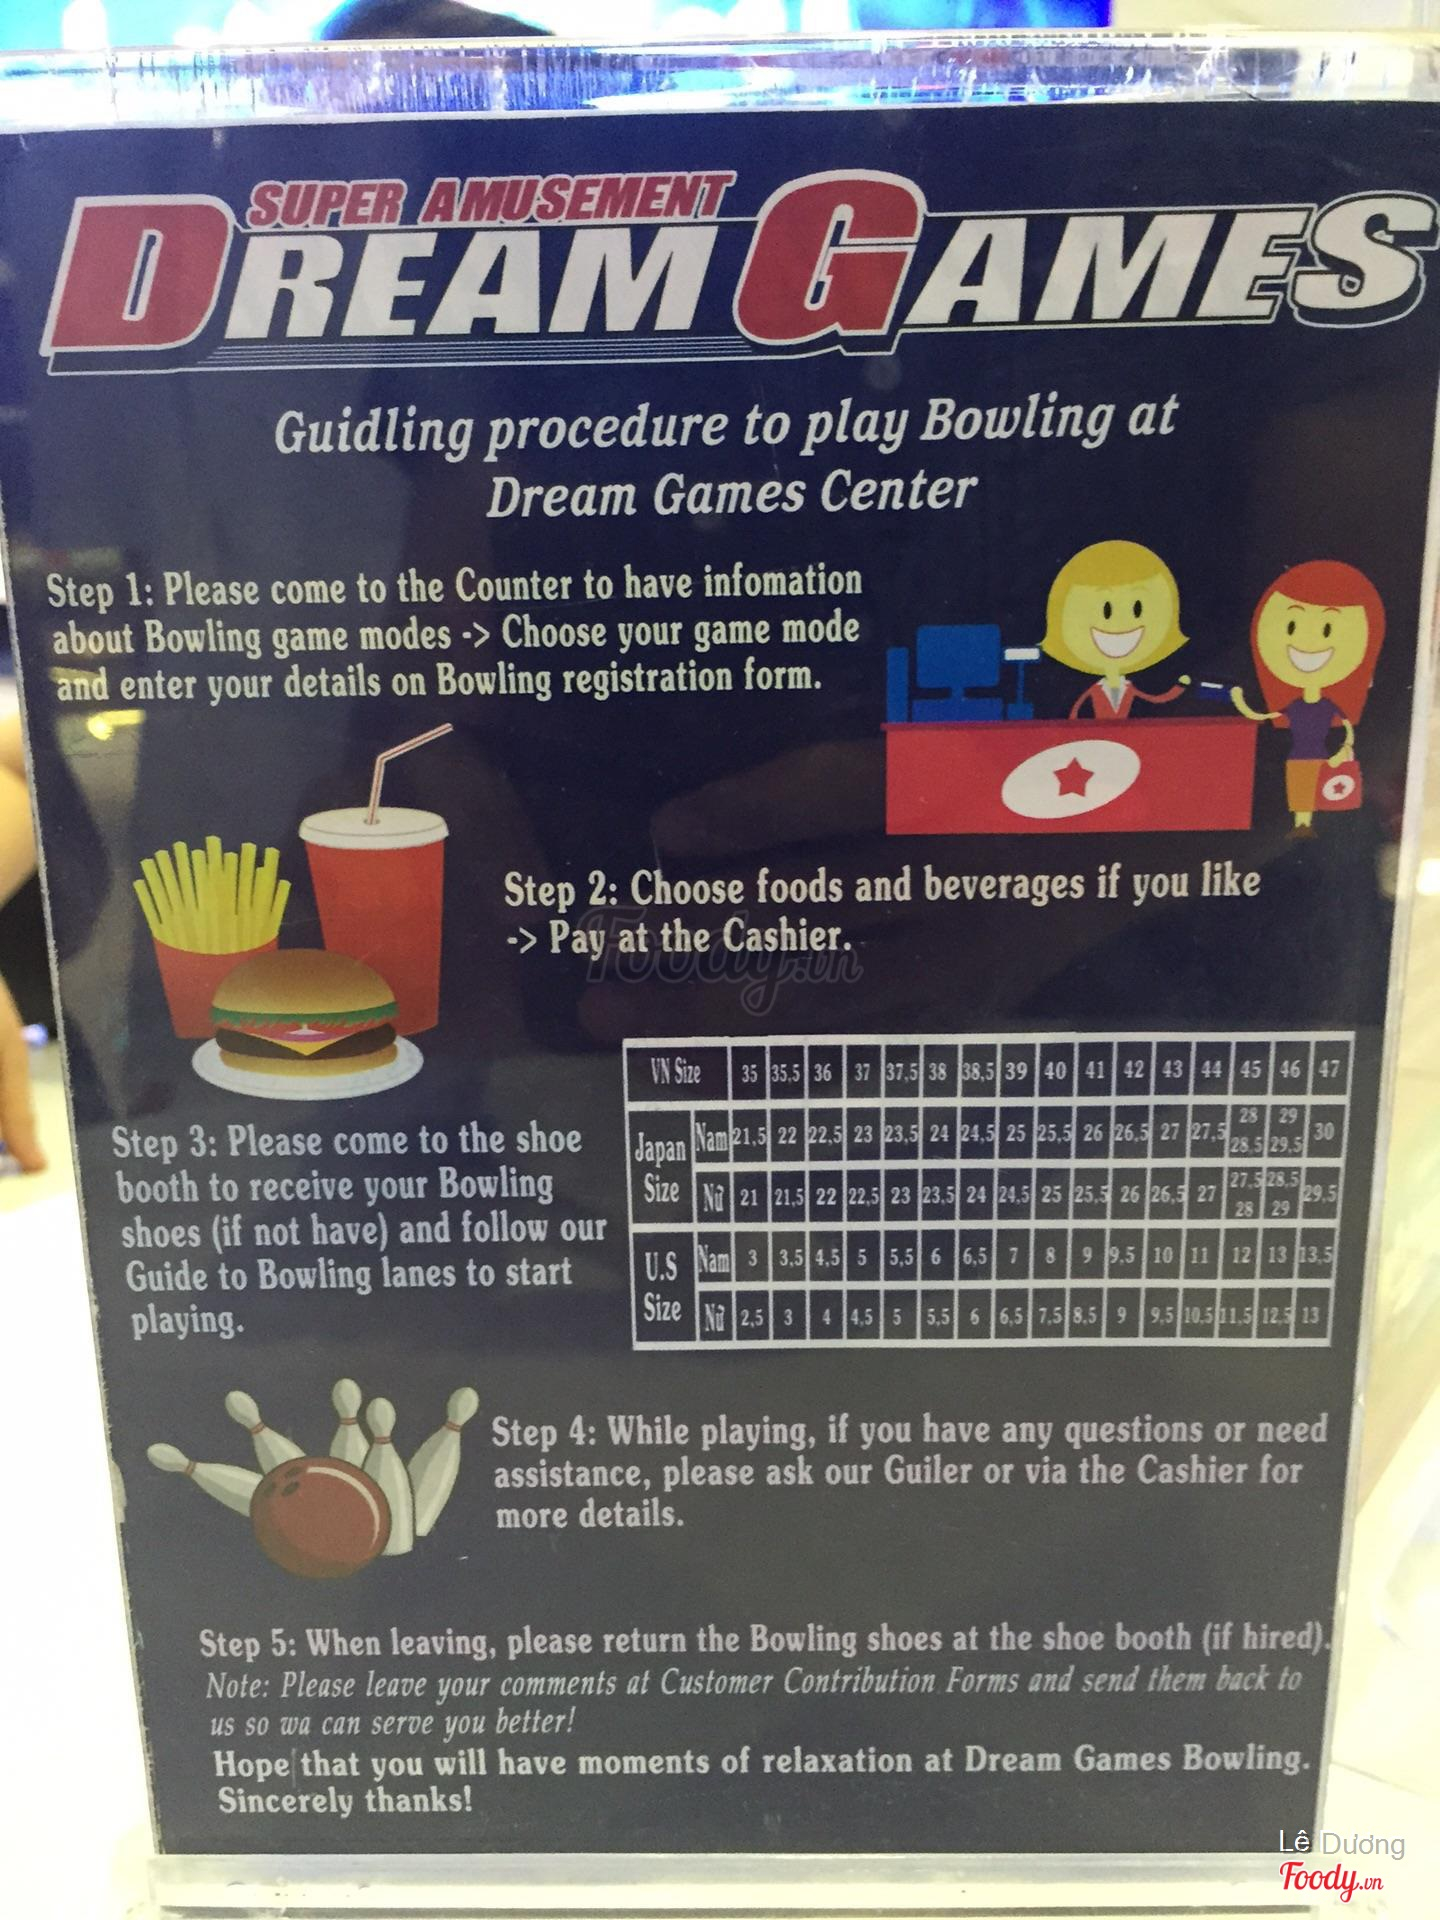 SUPER AMUSEMENT
DREAM GAMES
Guidling procedure to play Bowling at
Dream Games Center
Step 1: Please come to the Counter to have infomation
about Bowling game modes -> Choose your game mode
and enter your details on Bowling registration form.
Step 2: Choose foods and beverages if you like
-> Pay at the Cashier.
Foody.vn
Step 3: Please come to the shoe
booth to receive your Bowling
shoes (if not have) and follow our
Guide to Bowling lanes to start
playing.
VN Size 35 35,5 36 37 37,5 38 38,5 39 40 41 42 43 44 45 46 47
Japan Size Nam 21,5 22 22,5 23 23,5 24 24,5 25 25,5 26 26,5 27 27,5 28 28,5 29 29,5 30
Nữ 21 21,5 22 22,5 23 23,5 24 24,5 25 25,5 26 26,5 27 27,5 28 28,5 29 29,5
U.S Size Nam 3 3,5 4,5 5 5,5 6 6,5 7 8 9 9,5 10 11 12 13 13,5
Nữ 2,5 3 4 4,5 5 5,5 6 6,5 7,5 8,5 9 9,5 10,5 11,5 12,5 13
Step 4: While playing, if you have any questions or need
assistance, please ask our Guiler or via the Cashier for
more details.
Step 5: When leaving, please return the Bowling shoes at the shoe booth (if hired).
Note: Please leave your comments at Customer Contribution Forms and send them back to
us so wa can serve you better!
Hope that you will have moments of relaxation at Dream Games Bowling.
Sincerely thanks!
Lê Dương
Foody.vn